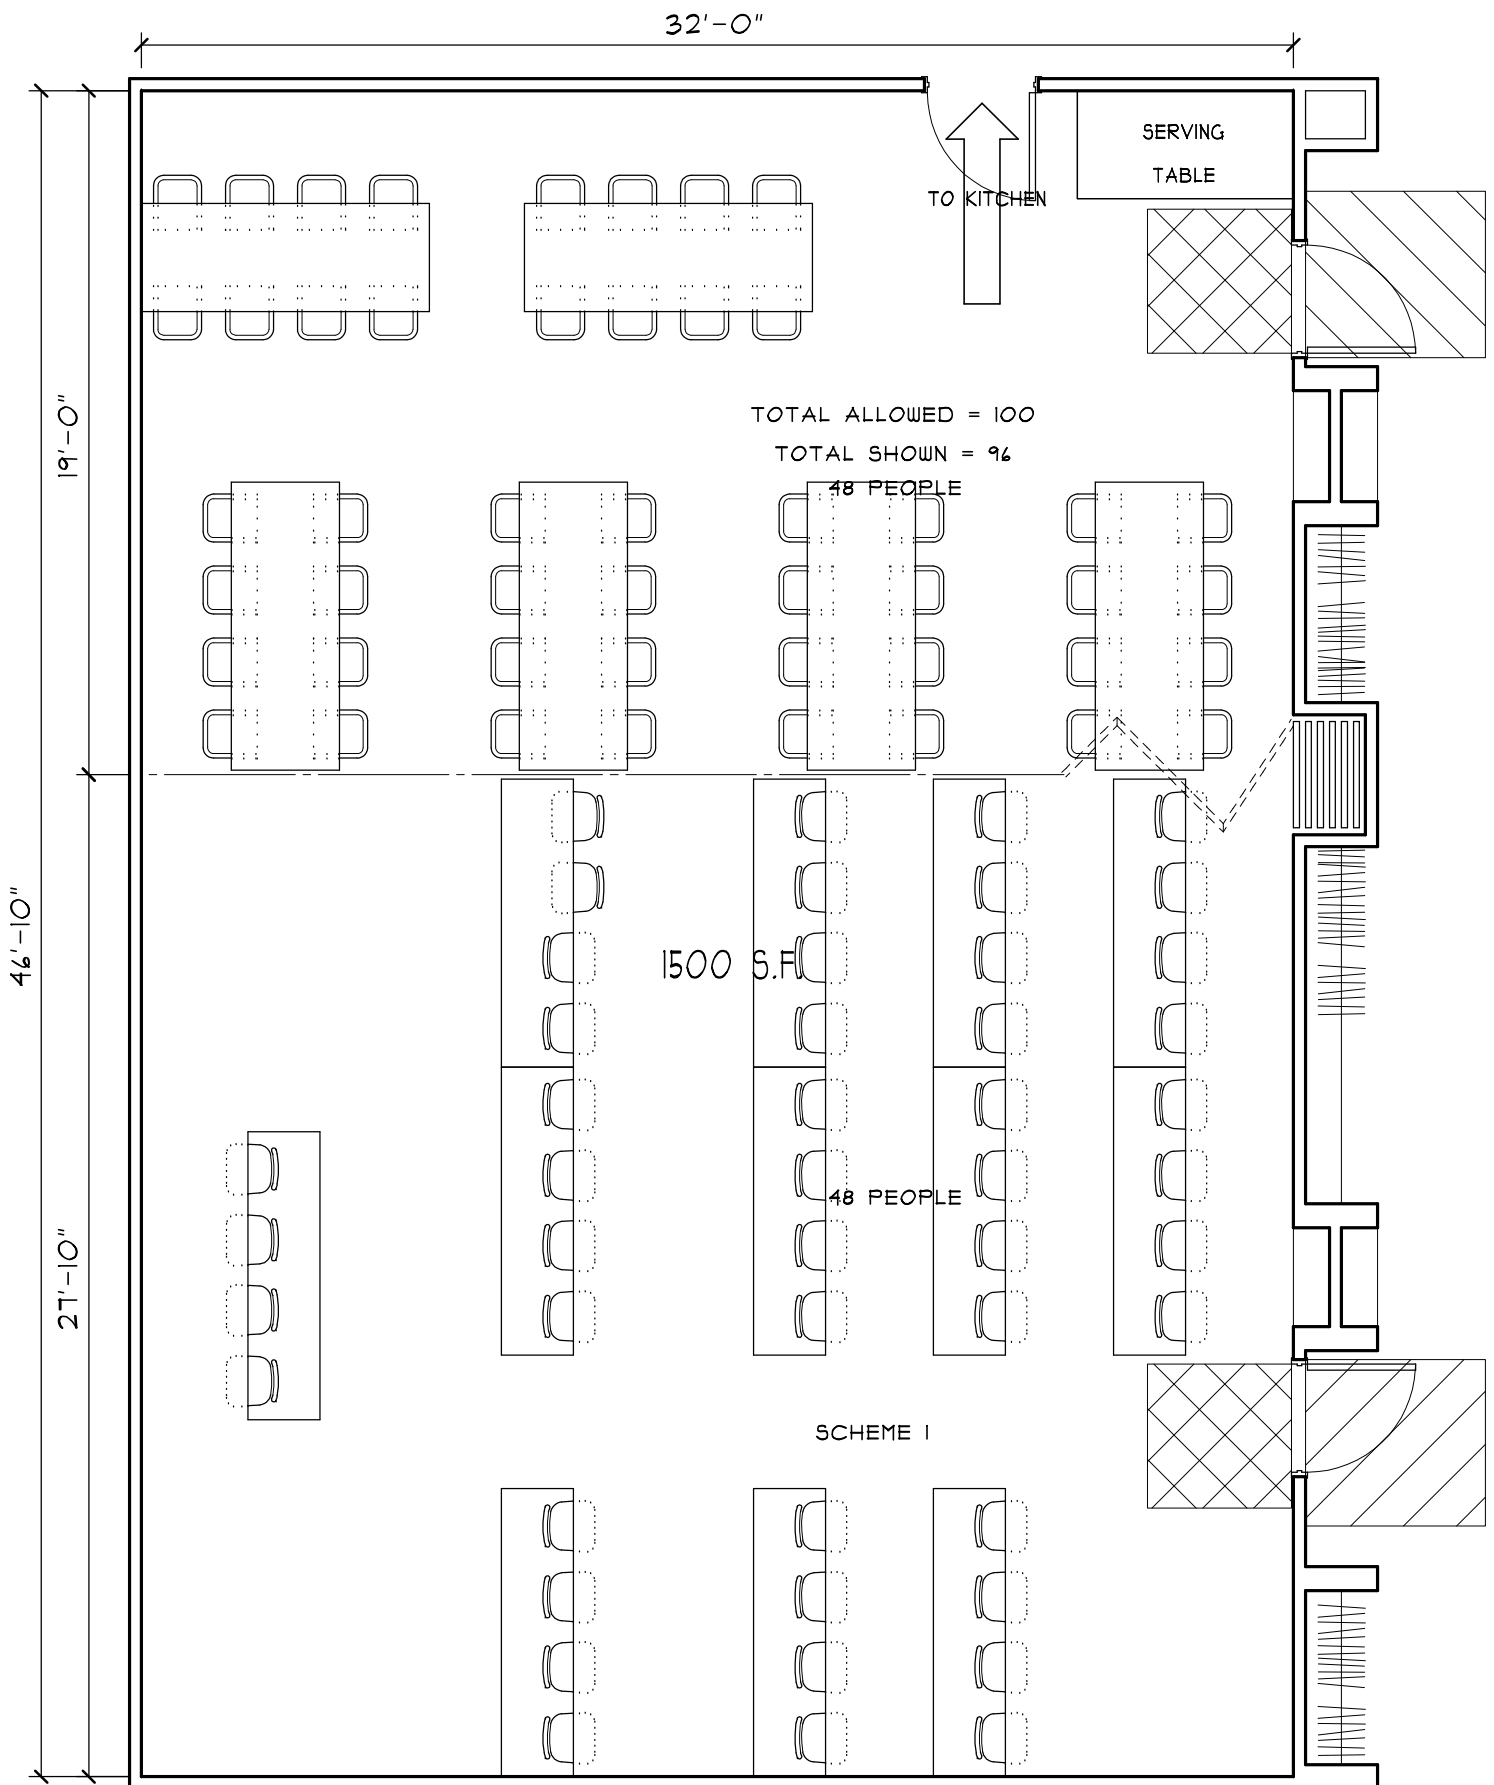 32'-0"
SERVING
TABLE
TO KITCHEN
19'-0"
TOTAL ALLOWED = 100
TOTAL SHOWN = 96
48 PEOPLE
46'-10"
1500 S.F.
27'-10"
48 PEOPLE
SCHEME 1